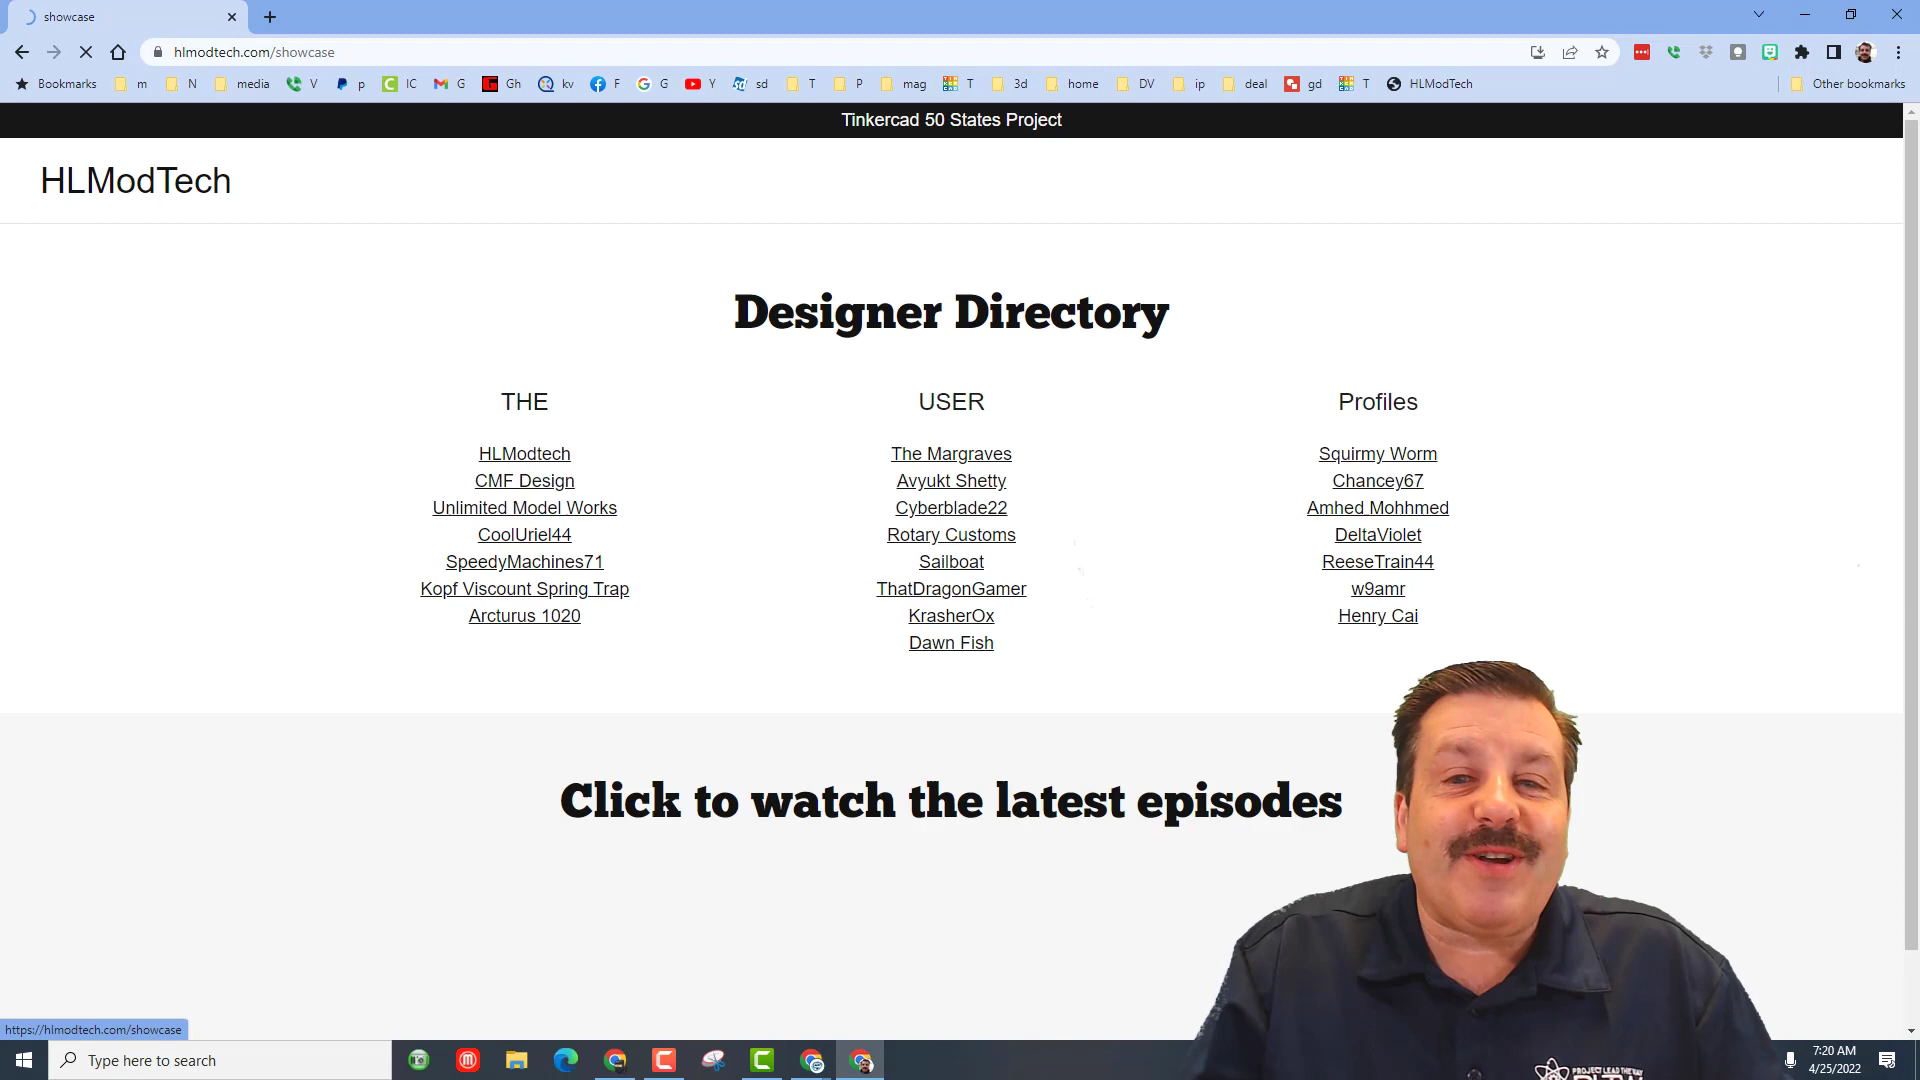 showcase
hlmodtech.com/showcase
Bookmarks m N media V p IC G Gh kv F G Y sd T P mag T 3d home DV ip deal gd T HLModTech Other bookmarks
Tinkercad 50 States Project
HLModTech
Designer Directory
THE USER Profiles
HLModtech The Margraves Squirmy Worm
CMF Design Avyukt Shetty Chancey67
Unlimited Model Works Cyberblade22 Amhed Mohhmed
CoolUriel44 Rotary Customs DeltaViolet
SpeedyMachines71 Sailboat ReeseTrain44
Kopf Viscount Spring Trap ThatDragonGamer w9amr
Arcturus 1020 KrasherOx Henry Cai
Dawn Fish
Click to watch the latest episodes
https://hlmodtech.com/showcase
Type here to search
7:20 AM
4/25/2022
PROJECT LEAD THE WAY